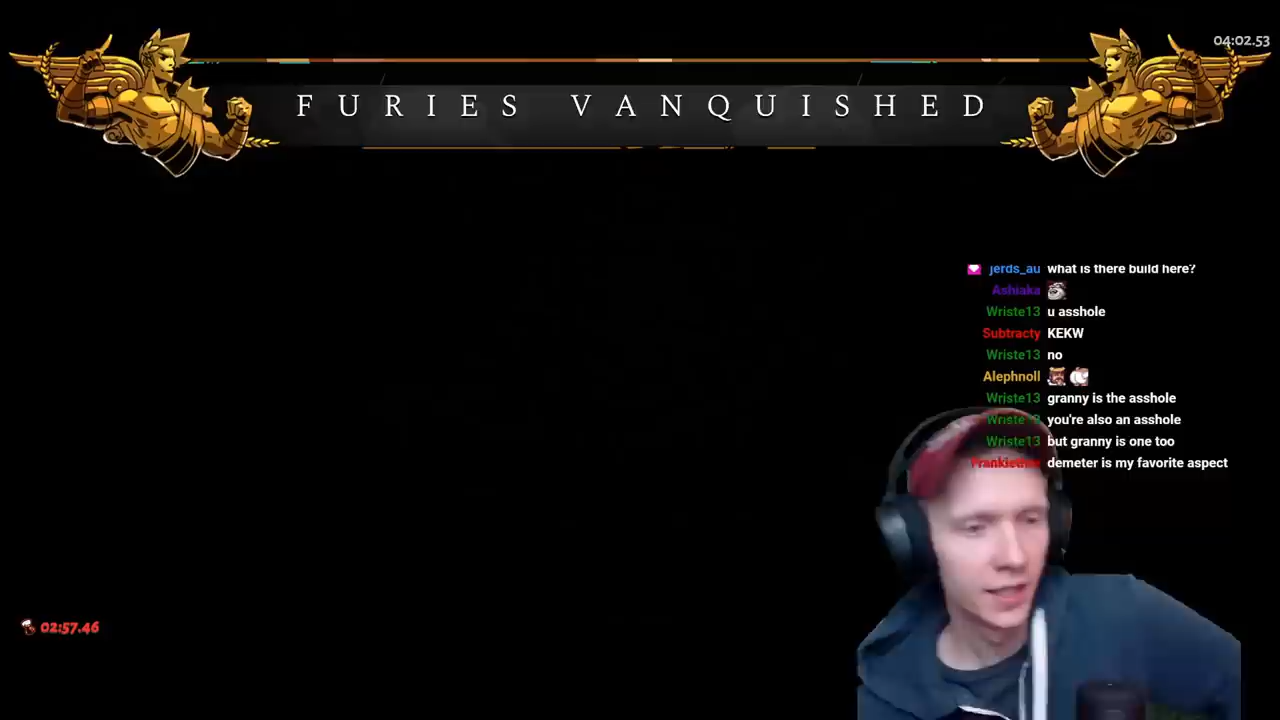 04:02.53
FURIES VANQUISHED
jerds_au what is there build here?
Ashiaka
Wriste13 u asshole
Subtracty KEKW
Wriste13 no
Alephnoll
Wriste13 granny is the asshole
Wriste13 you're also an asshole
Wriste13 but granny is one too
demeter is my favorite aspect
02:57.46